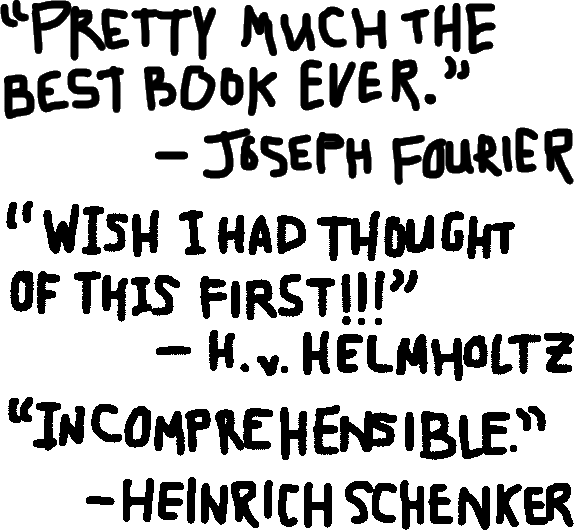 “PRETTY MUCH THE
BEST BOOK EVER.”
– JOSEPH FOURIER
“WISH I HAD THOUGHT
OF THIS FIRST!!!”
– H. v. HELMHOLTZ
“INCOMPREHENSIBLE.”
–HEINRICH SCHENKER